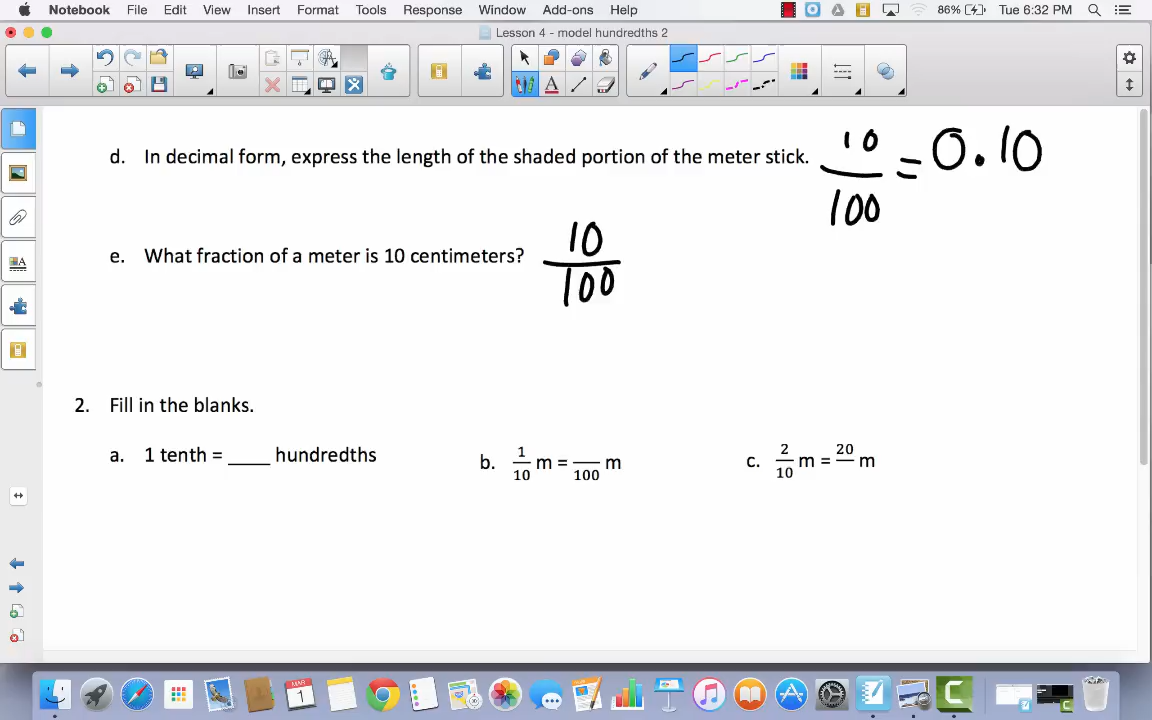 Notebook File Edit View Insert Format Tools Response Window Add-ons Help 86% Tue 6:32 PM
Lesson 4 - model hundredths 2
d. In decimal form, express the length of the shaded portion of the meter stick. 10/100 = 0.10
e. What fraction of a meter is 10 centimeters? 10/100
2. Fill in the blanks.
a. 1 tenth = ____ hundredths b. 1/10 m = __/100 m c. 2/10 m = 20/__ m